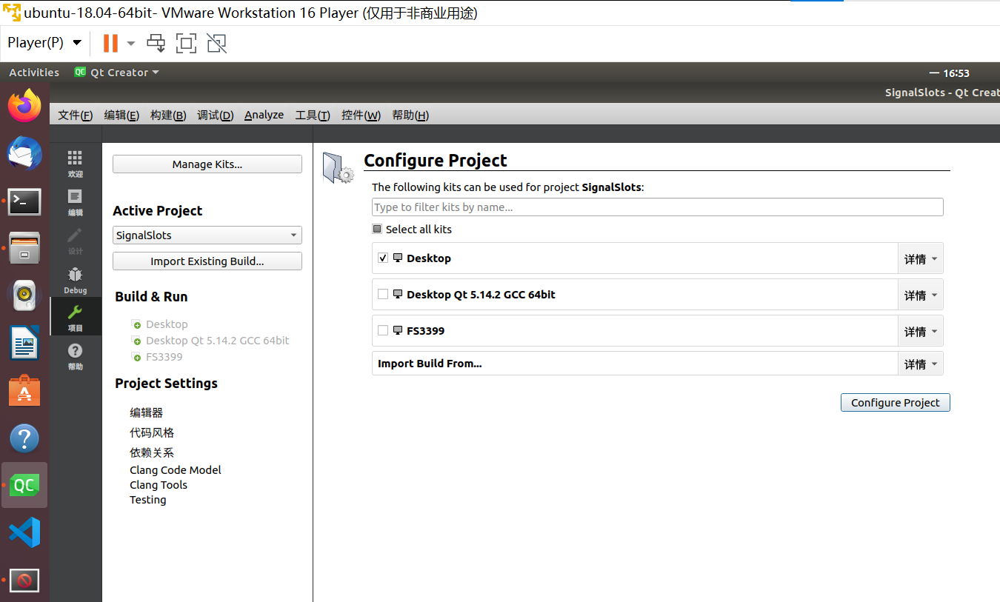 ubuntu-18.04-64bit- VMware Workstation 16 Player (仅用于非商业用途)
Player(P)
Activities
QC
Qt Creator
16:53
SignalSlots - Qt Creat
文件(F) 编辑(E) 构建(B) 调试(D) Analyze 工具(T) 控件(W) 帮助(H)
欢迎
编辑
设计
Debug
项目
帮助
QC
Manage Kits...
Active Project
SignalSlots
Import Existing Build...
Build & Run
Desktop
Desktop Qt 5.14.2 GCC 64bit
FS3399
Project Settings
编辑器
代码风格
依赖关系
Clang Code Model
Clang Tools
Testing
Configure Project
The following kits can be used for project SignalSlots:
Type to filter kits by name...
Select all kits
Desktop 详情
Desktop Qt 5.14.2 GCC 64bit 详情
FS3399 详情
Import Build From... 详情
Configure Project